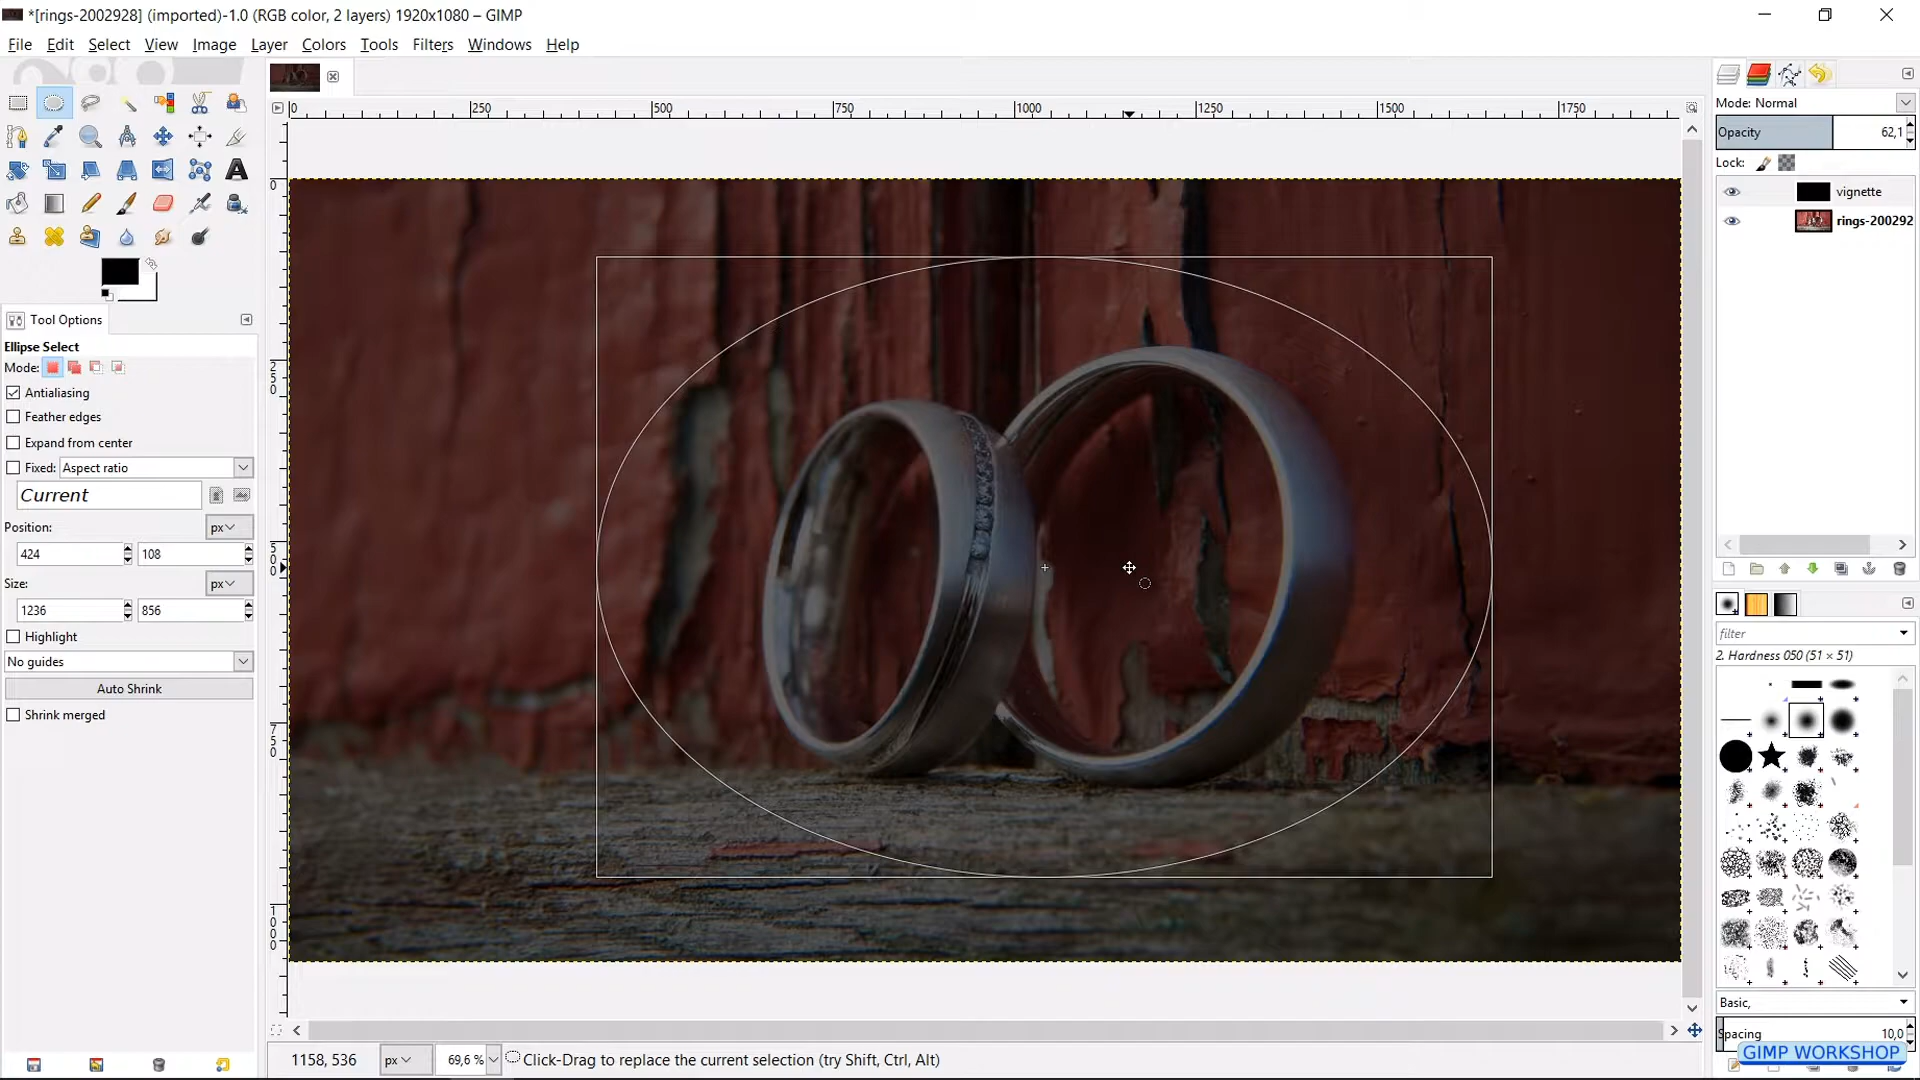 *[rings-2002928] (imported)-1.0 (RGB color, 2 layers) 1920x1080 – GIMP
File Edit Select View Image Layer Colors Tools Filters Windows Help
0 250 500 750 1000 1250 1500 1750
Mode: Normal
Opacity 62,1
Lock:
vignette
rings-200292
0
250
500
750
1000
Tool Options
Ellipse Select
Mode:
Antialiasing
Feather edges
Expand from center
Fixed: Aspect ratio
Current
Position: px
424 108
Size: px
1236 856
Highlight
No guides
Auto Shrink
Shrink merged
filter
2. Hardness 050 (51 × 51)
Basic,
Spacing 10,0
GIMP WORKSHOP
1158, 536 px 69,6 % Click-Drag to replace the current selection (try Shift, Ctrl, Alt)